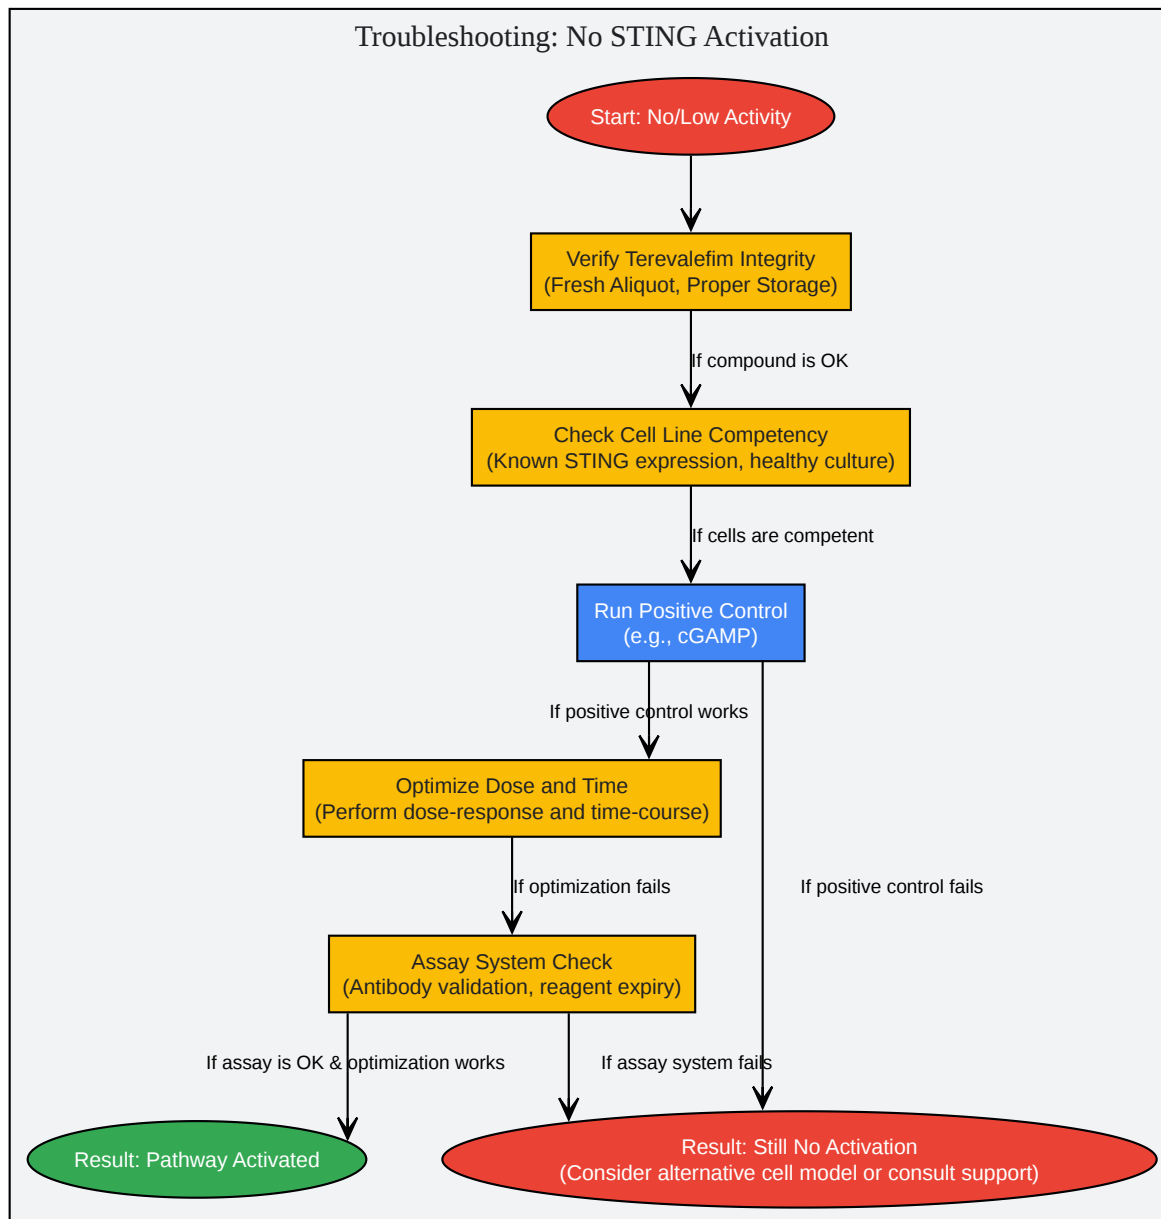 Troubleshooting: No STING Activation
Start: No/Low Activity
Verify Terevalefim Integrity
(Fresh Aliquot, Proper Storage)
If compound is OK
Check Cell Line Competency
(Known STING expression, healthy culture)
If cells are competent
Run Positive Control
(e.g., cGAMP)
If positive control works
Optimize Dose and Time
(Perform dose-response and time-course)
If optimization fails
If positive control fails
Assay System Check
(Antibody validation, reagent expiry)
If assay is OK & optimization works
If assay system fails
Result: Pathway Activated
Result: Still No Activation
(Consider alternative cell model or consult support)